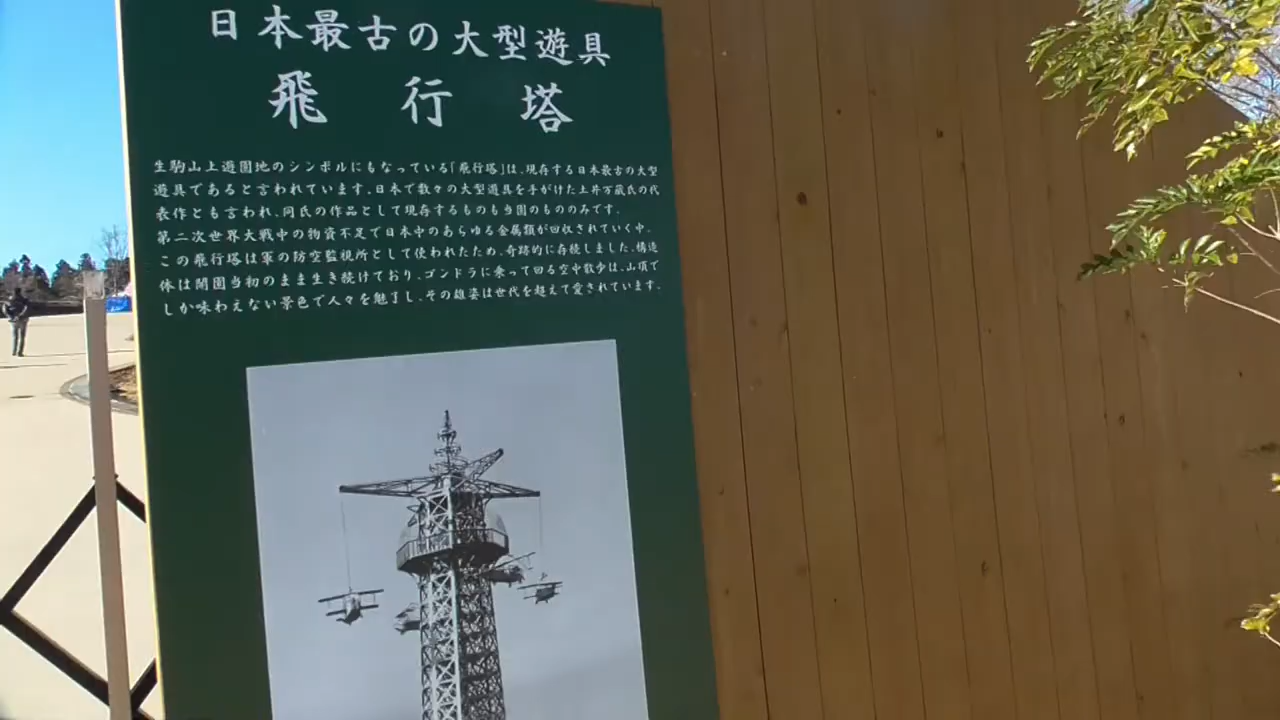 日本最古の大型遊具
飛行塔
生駒山上遊園地のシンボルにもなっている「飛行塔」は、現存する日本最古の大型
遊具であると言われています。日本で数々の大型遊具を手がけた土井万蔵氏の代
表作とも言われ、同氏の作品として現存するものも当園のもののみです。
第二次世界大戦中の物資不足で日本中のあらゆる金属類が回収されていく中、
この飛行塔は軍の防空監視所として使われたため、奇跡的に存続しました。構造
体は開園当初のまま生き続けており、ゴンドラに乗って回る空中散歩は、山頂で
しか味わえない景色で人々を魅了し、その雄姿は世代を超えて愛されています。